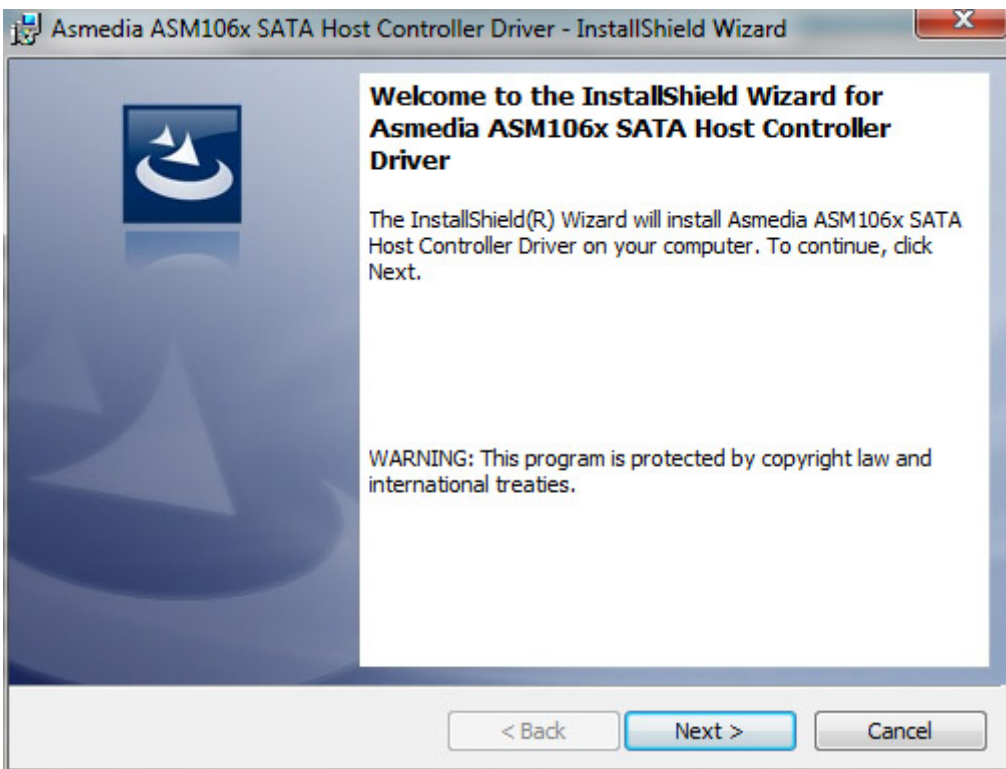 Asmedia ASM106x SATA Host Controller Driver - InstallShield Wizard
Welcome to the InstallShield Wizard for
Asmedia ASM106x SATA Host Controller
Driver
The InstallShield(R) Wizard will install Asmedia ASM106x SATA
Host Controller Driver on your computer. To continue, click
Next.
WARNING: This program is protected by copyright law and
international treaties.
< Back Next > Cancel